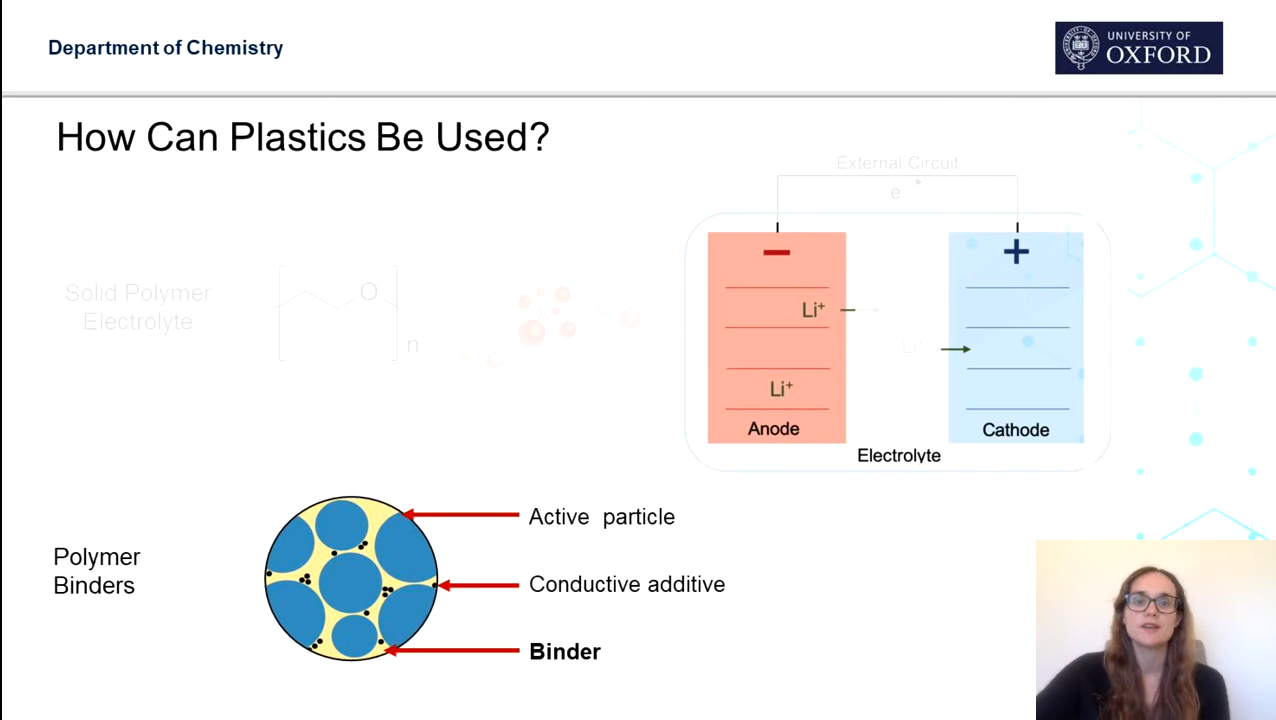 Department of Chemistry
UNIVERSITY OF
OXFORD
How Can Plastics Be Used?
External Circuit
e
−
+
Solid Polymer
Electrolyte
O
n
Li⁺
Li⁺
Li⁺
Anode
Cathode
Electrolyte
Active particle
Polymer
Binders
Conductive additive
Binder